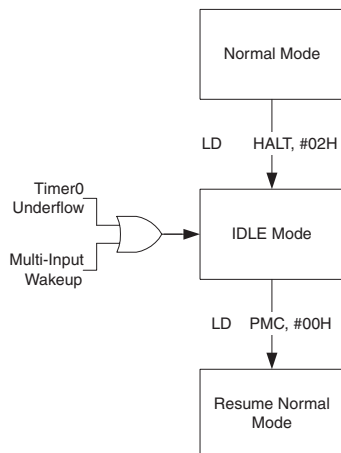 Normal Mode
LD HALT, #02H
Timer0
Underflow
IDLE Mode
Multi-Input
Wakeup
LD PMC, #00H
Resume Normal
Mode